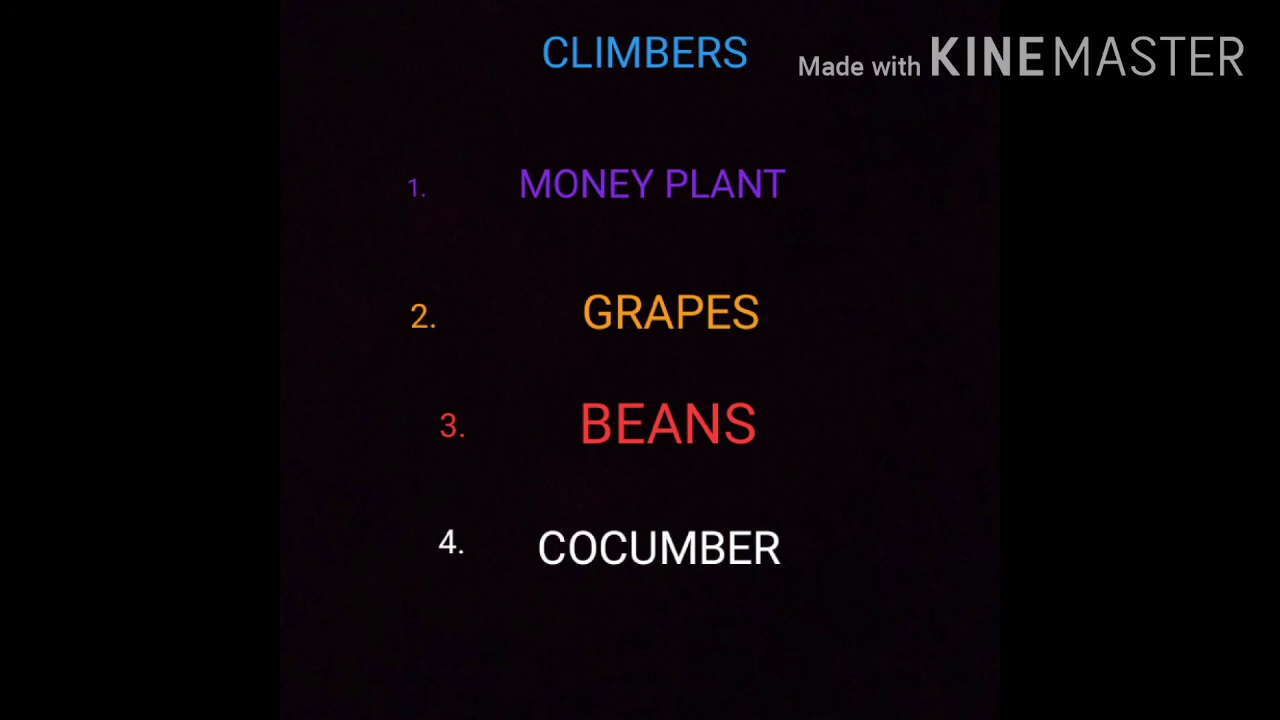 CLIMBERS
Made with KINEMASTER
1. MONEY PLANT
2. GRAPES
3. BEANS
4. COCUMBER